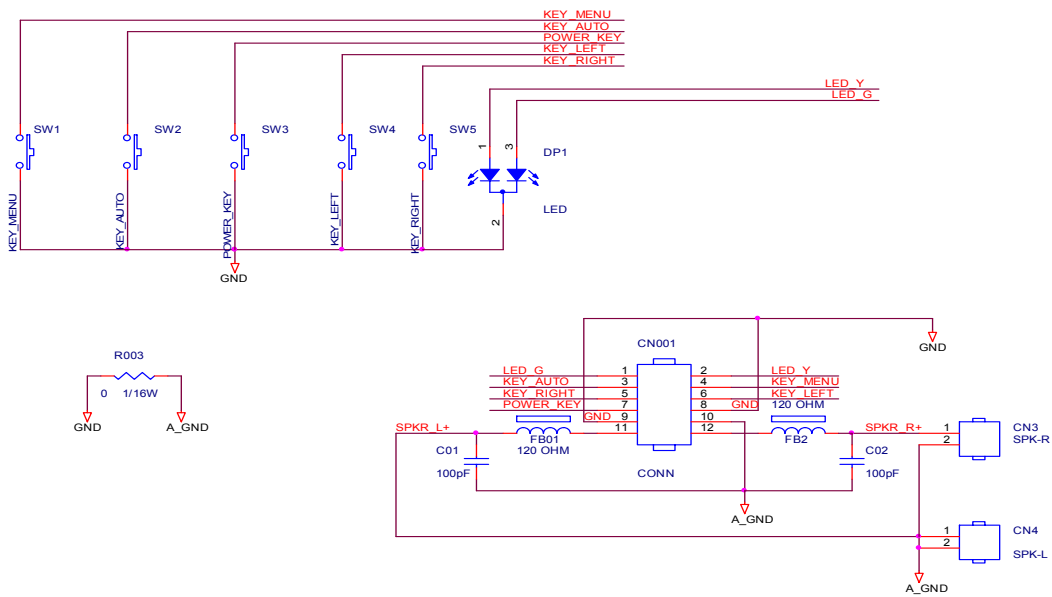 KEY_MENU
KEY_AUTO
POWER_KEY
KEY_LEFT
KEY_RIGHT
LED_Y
LED_G
SW1
SW2
SW3
SW4
SW5
1
3
DP1
LED
2
KEY_MENU
KEY_AUTO
POWER_KEY
KEY_LEFT
KEY_RIGHT
GND
GND
R003
0 1/16W
GND
A_GND
CN001
LED_G 1 2 LED_Y
KEY_AUTO 3 4 KEY_MENU
KEY_RIGHT 5 6 KEY_LEFT
POWER_KEY 7 8 GND 120 OHM
GND 9 10
SPKR_L+ 11 12 SPKR_R+
FB01
120 OHM
FB2
C01
100pF
CONN
C02
100pF
A_GND
1 CN3
2 SPK-R
1 CN4
2 SPK-L
A_GND